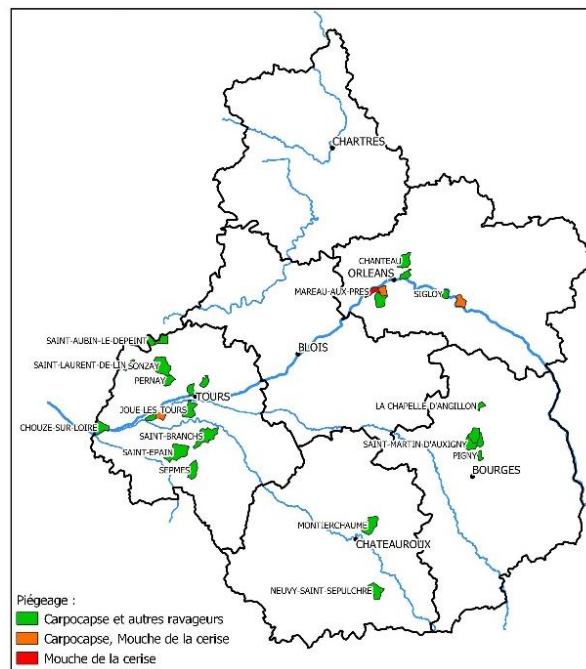 CHARTRES
CHANTEAU
ORLEANS
MAREAU-AUX-PRES
SIGLOY
SAINT-AUBIN-LE-DEPEINT
BLOIS
SAINT-LAURENT-DE-LIN
SONZAY
PERNAY
TOURS
LA CHAPELLE D'ANGILLON
JOUE LES TOURS
CHOUZE-SUR-LOIRE
SAINT-BRANCHS
SAINT-MARTIN-D'AUXIGNY
SAINT-EPAIN
PIGNY
SEPMES
BOURGES
MONTIERCHAUME
CHATEAUROUX
NEUVY-SAINT-SEPULCHRE
Piégeage :
Carpocapse et autres ravageurs
Carpocapse, Mouche de la cerise
Mouche de la cerise